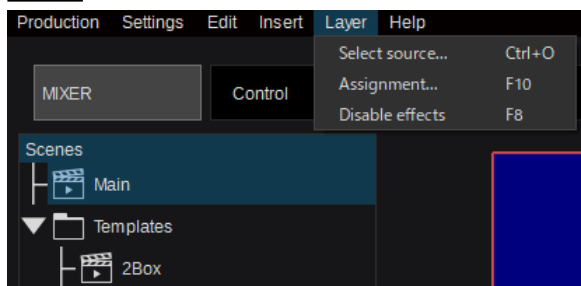 Production Settings Edit Insert Layer Help
Select source... Ctrl+O
Assignment... F10
Disable effects F8
MIXER Control
Scenes
Main
Templates
2Box